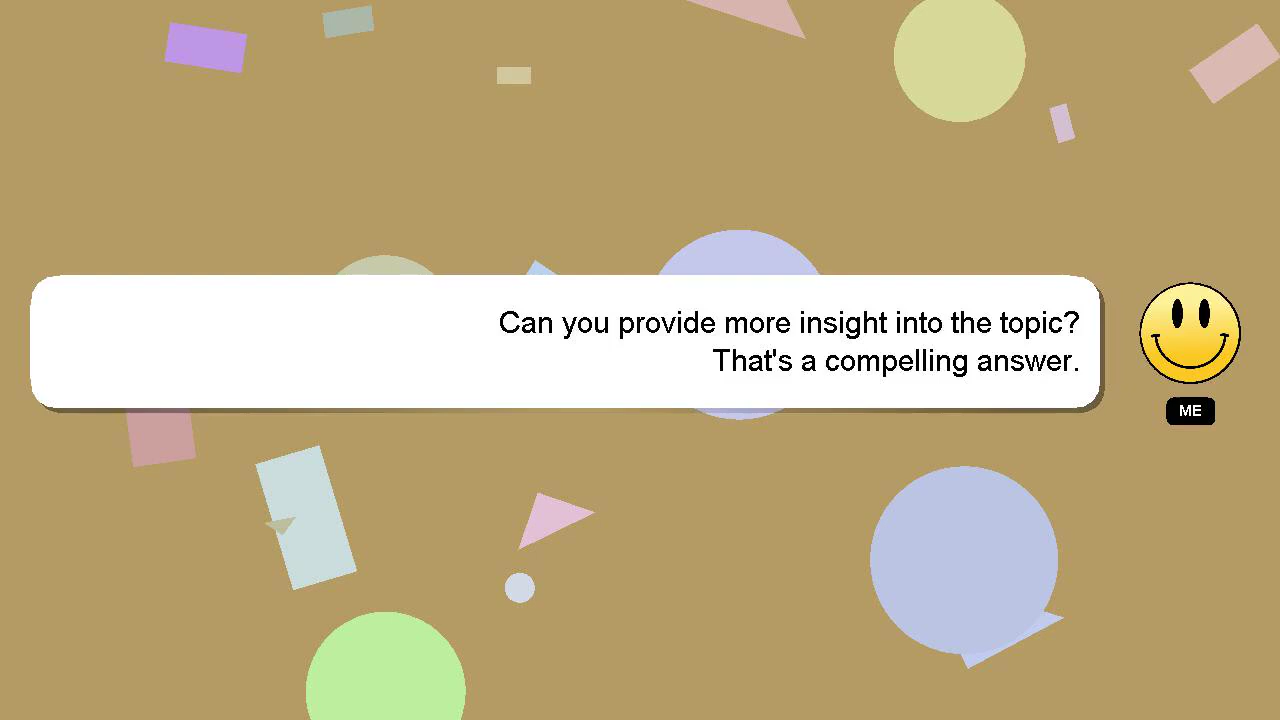 Can you provide more insight into the topic?
That's a compelling answer.
ME